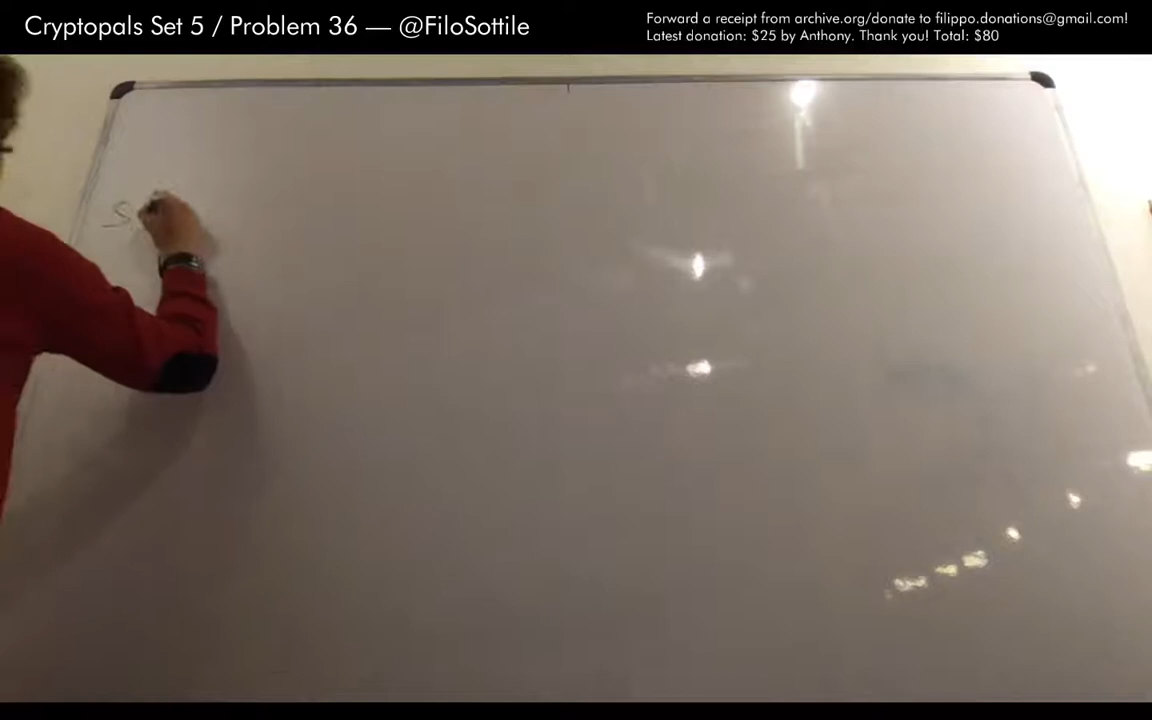 Cryptopals Set 5 / Problem 36 — @FiloSottile
Forward a receipt from archive.org/donate to filippo.donations@gmail.com!
Latest donation: $25 by Anthony. Thank you! Total: $80
S